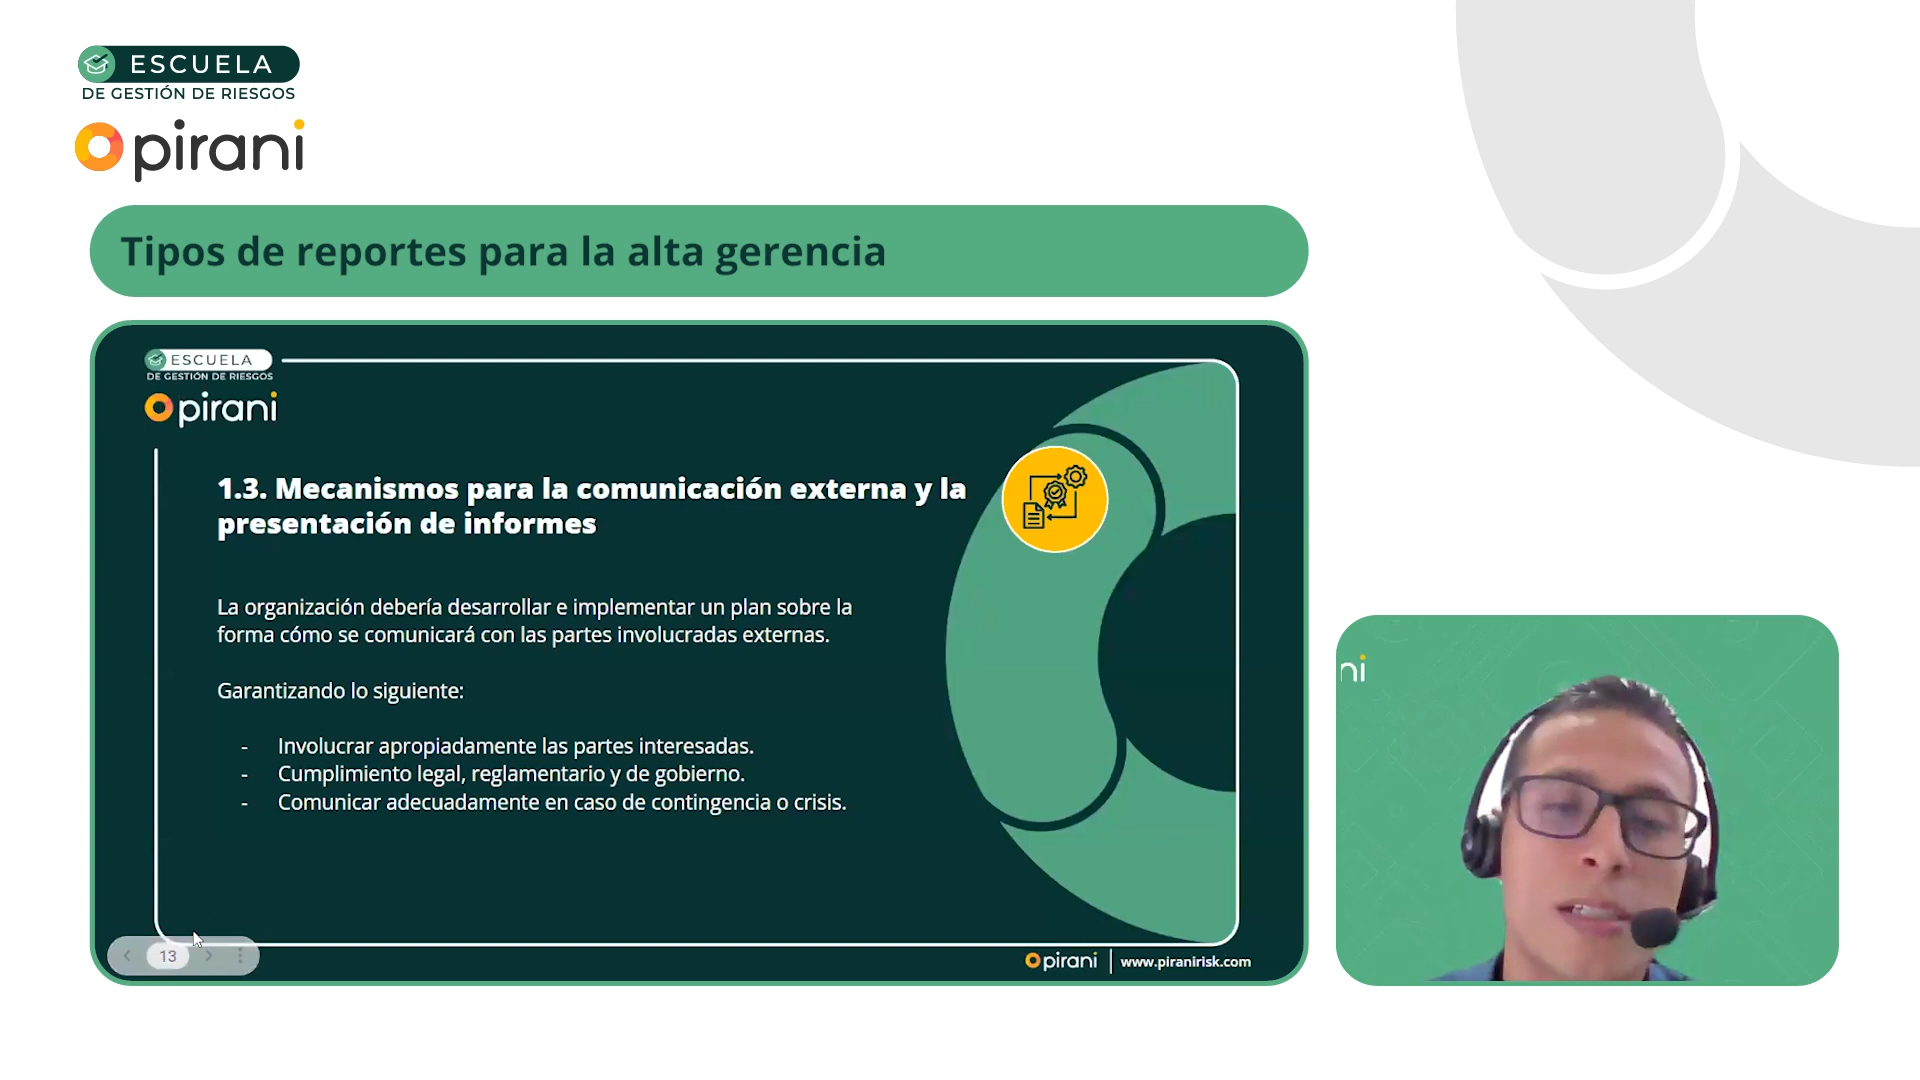 ESCUELA
DE GESTIÓN DE RIESGOS
pirani
Tipos de reportes para la alta gerencia
ESCUELA
DE GESTIÓN DE RIESGOS
pirani
1.3. Mecanismos para la comunicación externa y la
presentación de informes
La organización debería desarrollar e implementar un plan sobre la
forma cómo se comunicará con las partes involucradas externas.
Garantizando lo siguiente:
- Involucrar apropiadamente las partes interesadas.
- Cumplimiento legal, reglamentario y de gobierno.
- Comunicar adecuadamente en caso de contingencia o crisis.
13
pirani | www.piranirisk.com
ni